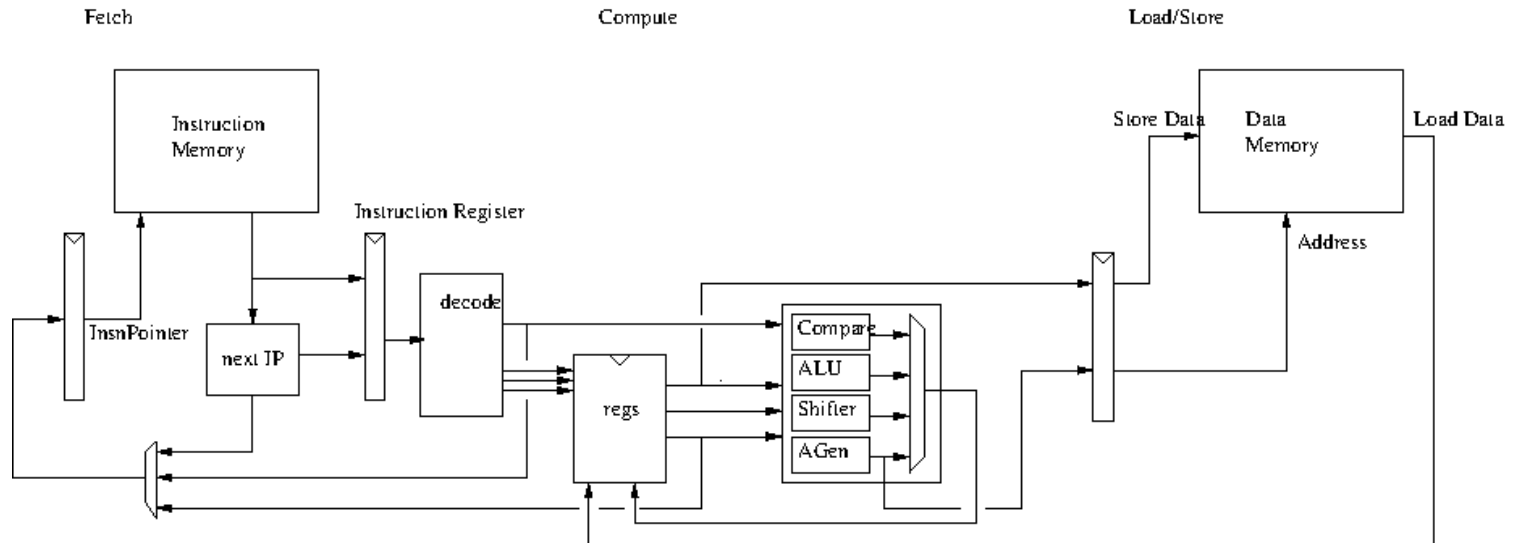 Fetch
Compute
Load/Store
Instruction
Memory
Store Data
Data
Memory
Load Data
Instruction Register
Address
InsnPointer
decode
next IP
Compare
ALU
regs
Shifter
AGen